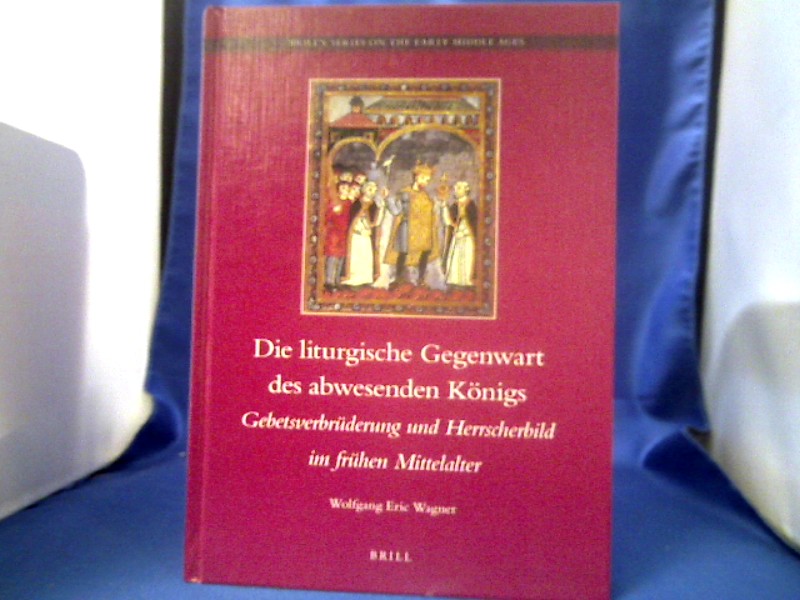 BRILL'S SERIES ON THE EARLY MIDDLE AGES
Die liturgische Gegenwart
des abwesenden Königs
Gebetsverbrüderung und Herrscherbild
im frühen Mittelalter
Wolfgang Eric Wagner
BRILL